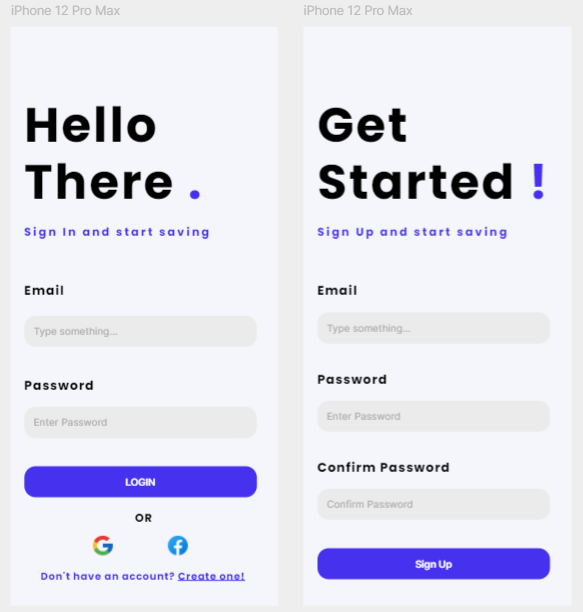 iPhone 12 Pro Max
Hello
There .
Sign In and start saving
Email
Type something...
Password
Enter Password
LOGIN
OR
Don't have an account? Create one!
iPhone 12 Pro Max
Get
Started !
Sign Up and start saving
Email
Type something...
Password
Enter Password
Confirm Password
Confirm Password
Sign Up